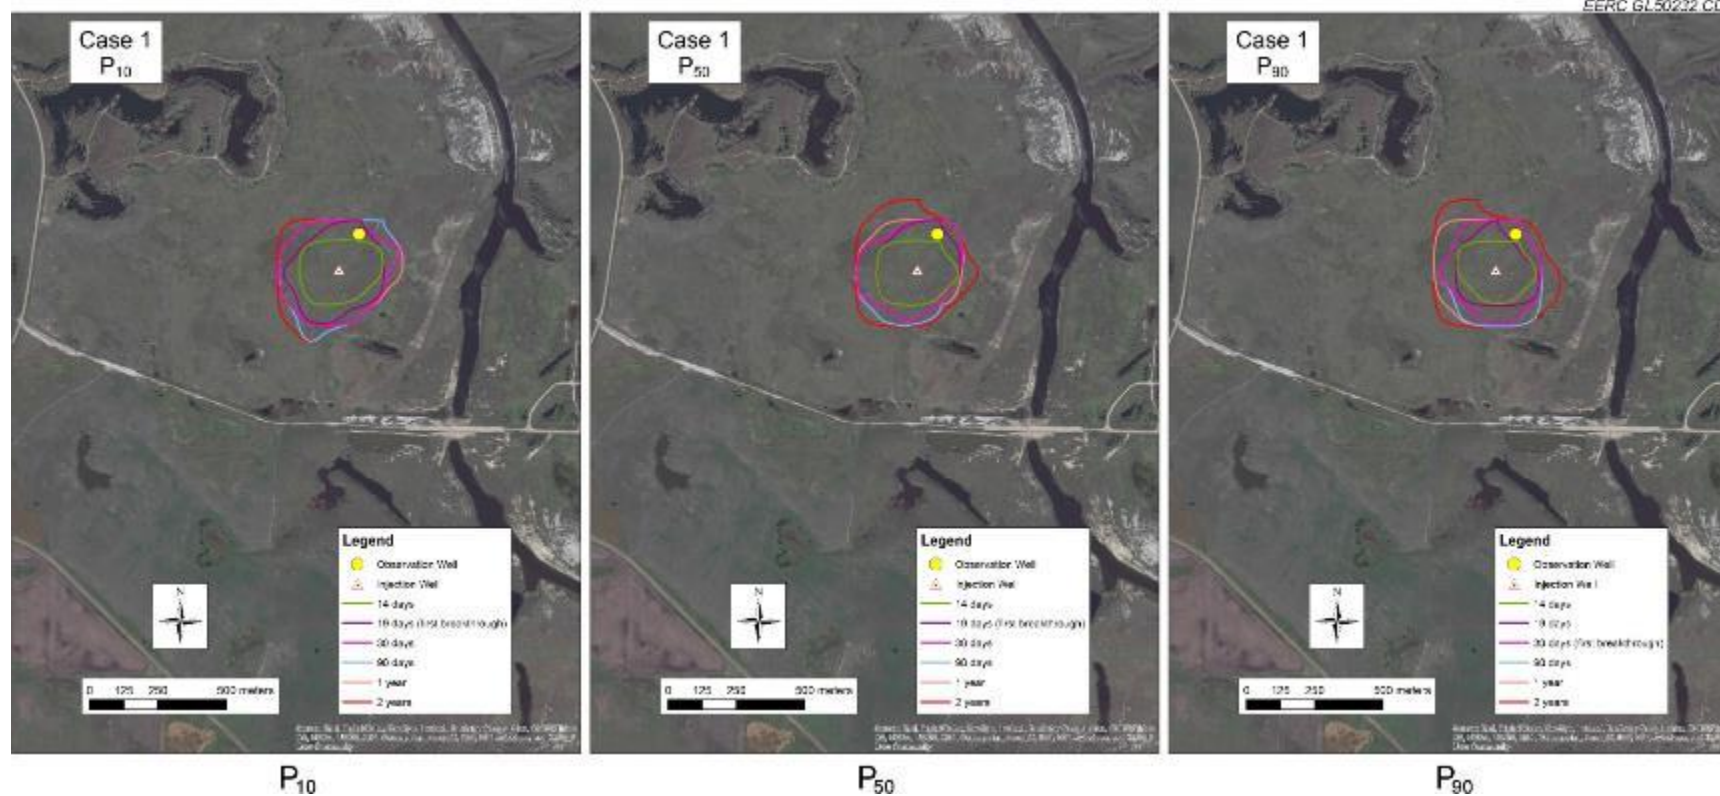 EERC GL50232 CD
Case 1
P₁₀
Case 1
P₅₀
Case 1
P₉₀
Legend
Observation Well
Injection Well
14 days
19 days (first breakthrough)
30 days
90 days
1 year
2 years
N
0 125 250 500 meters
Legend
Observation Well
Injection Well
14 days
19 days (first breakthrough)
30 days
90 days
1 year
2 years
N
0 125 250 500 meters
Legend
Observation Well
Injection Well
14 days
19 days
30 days (first breakthrough)
90 days
1 year
2 years
N
0 125 250 500 meters
P₁₀
P₅₀
P₉₀